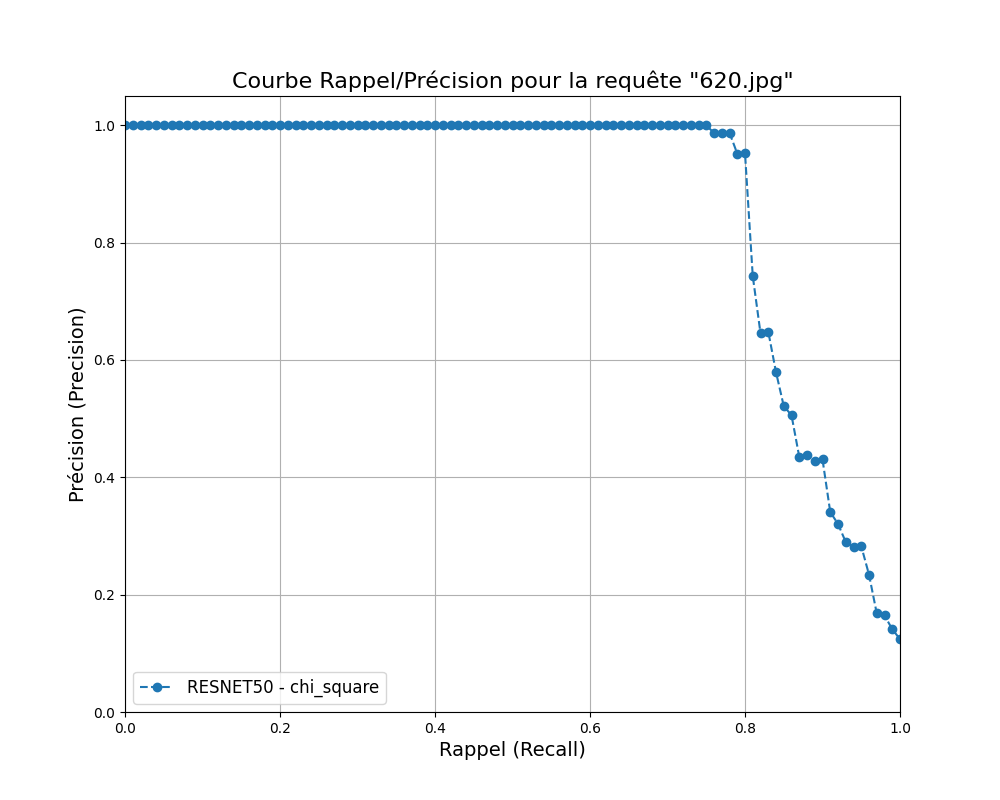 Courbe Rappel/Précision pour la requête "620.jpg"
1.0
0.8
0.6
0.4
0.2
0.0
Précision (Precision)
RESNET50 - chi_square
0.0 0.2 0.4 0.6 0.8 1.0
Rappel (Recall)